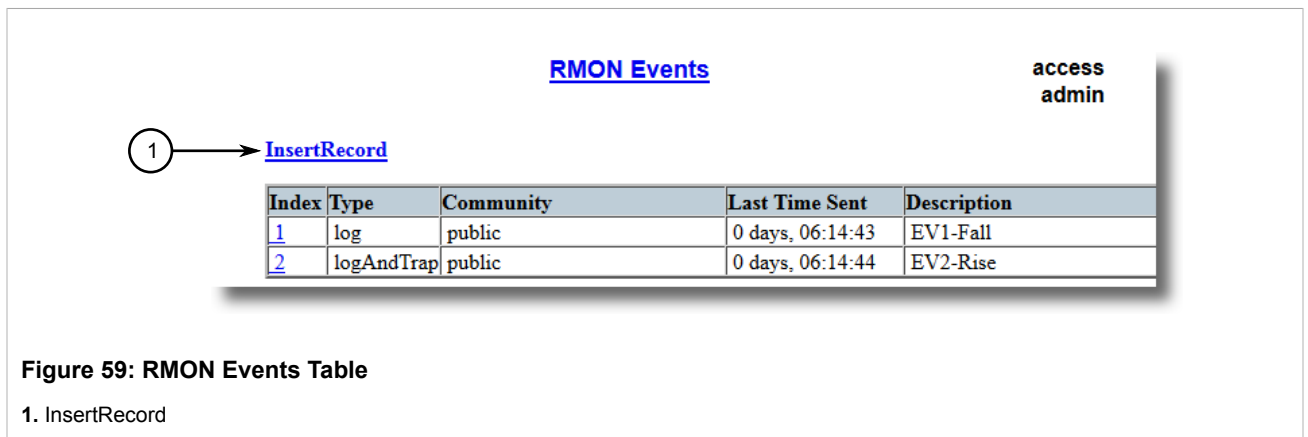 RMON Events
access
admin
1
InsertRecord
Index Type Community Last Time Sent Description
1 log public 0 days, 06:14:43 EV1-Fall
2 logAndTrap public 0 days, 06:14:44 EV2-Rise
Figure 59: RMON Events Table
1. InsertRecord